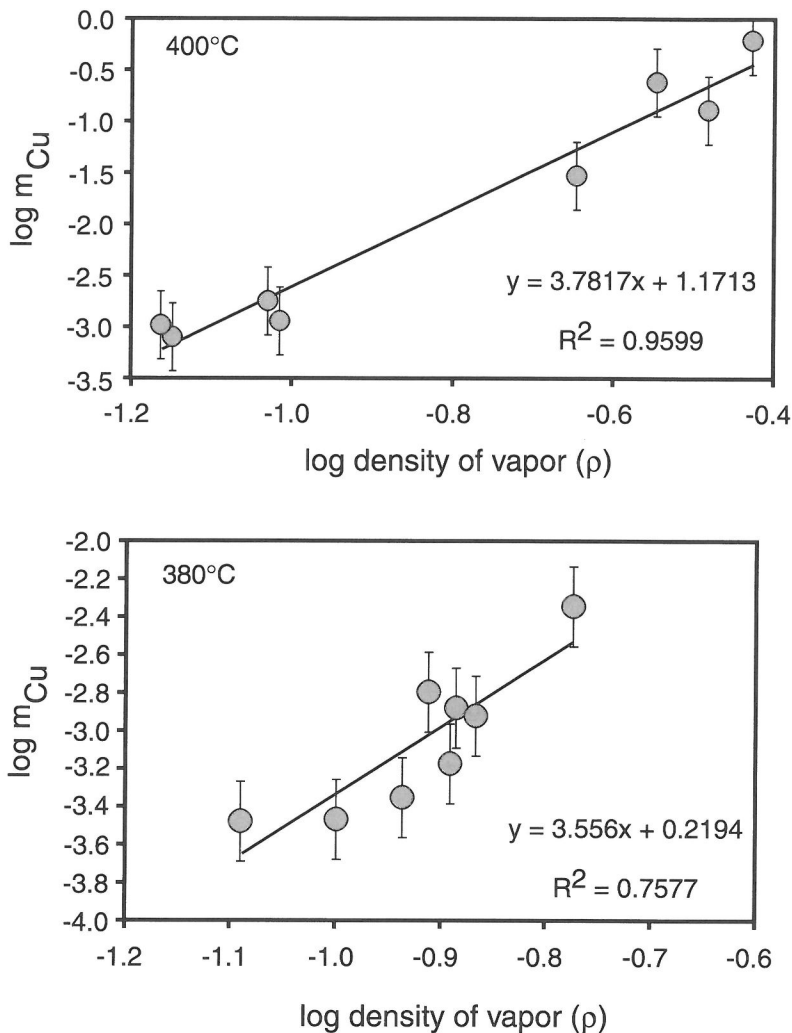 0.0
400°C
-0.5
-1.0
-1.5
-2.0
-2.5
-3.0
-3.5
log mCu
y = 3.7817x + 1.1713
R2 = 0.9599
-1.2 -1.0 -0.8 -0.6 -0.4
log density of vapor (ρ)
-2.0
380°C
-2.2
-2.4
-2.6
-2.8
-3.0
-3.2
-3.4
-3.6
-3.8
-4.0
log mCu
y = 3.556x + 0.2194
R2 = 0.7577
-1.2 -1.1 -1.0 -0.9 -0.8 -0.7 -0.6
log density of vapor (ρ)